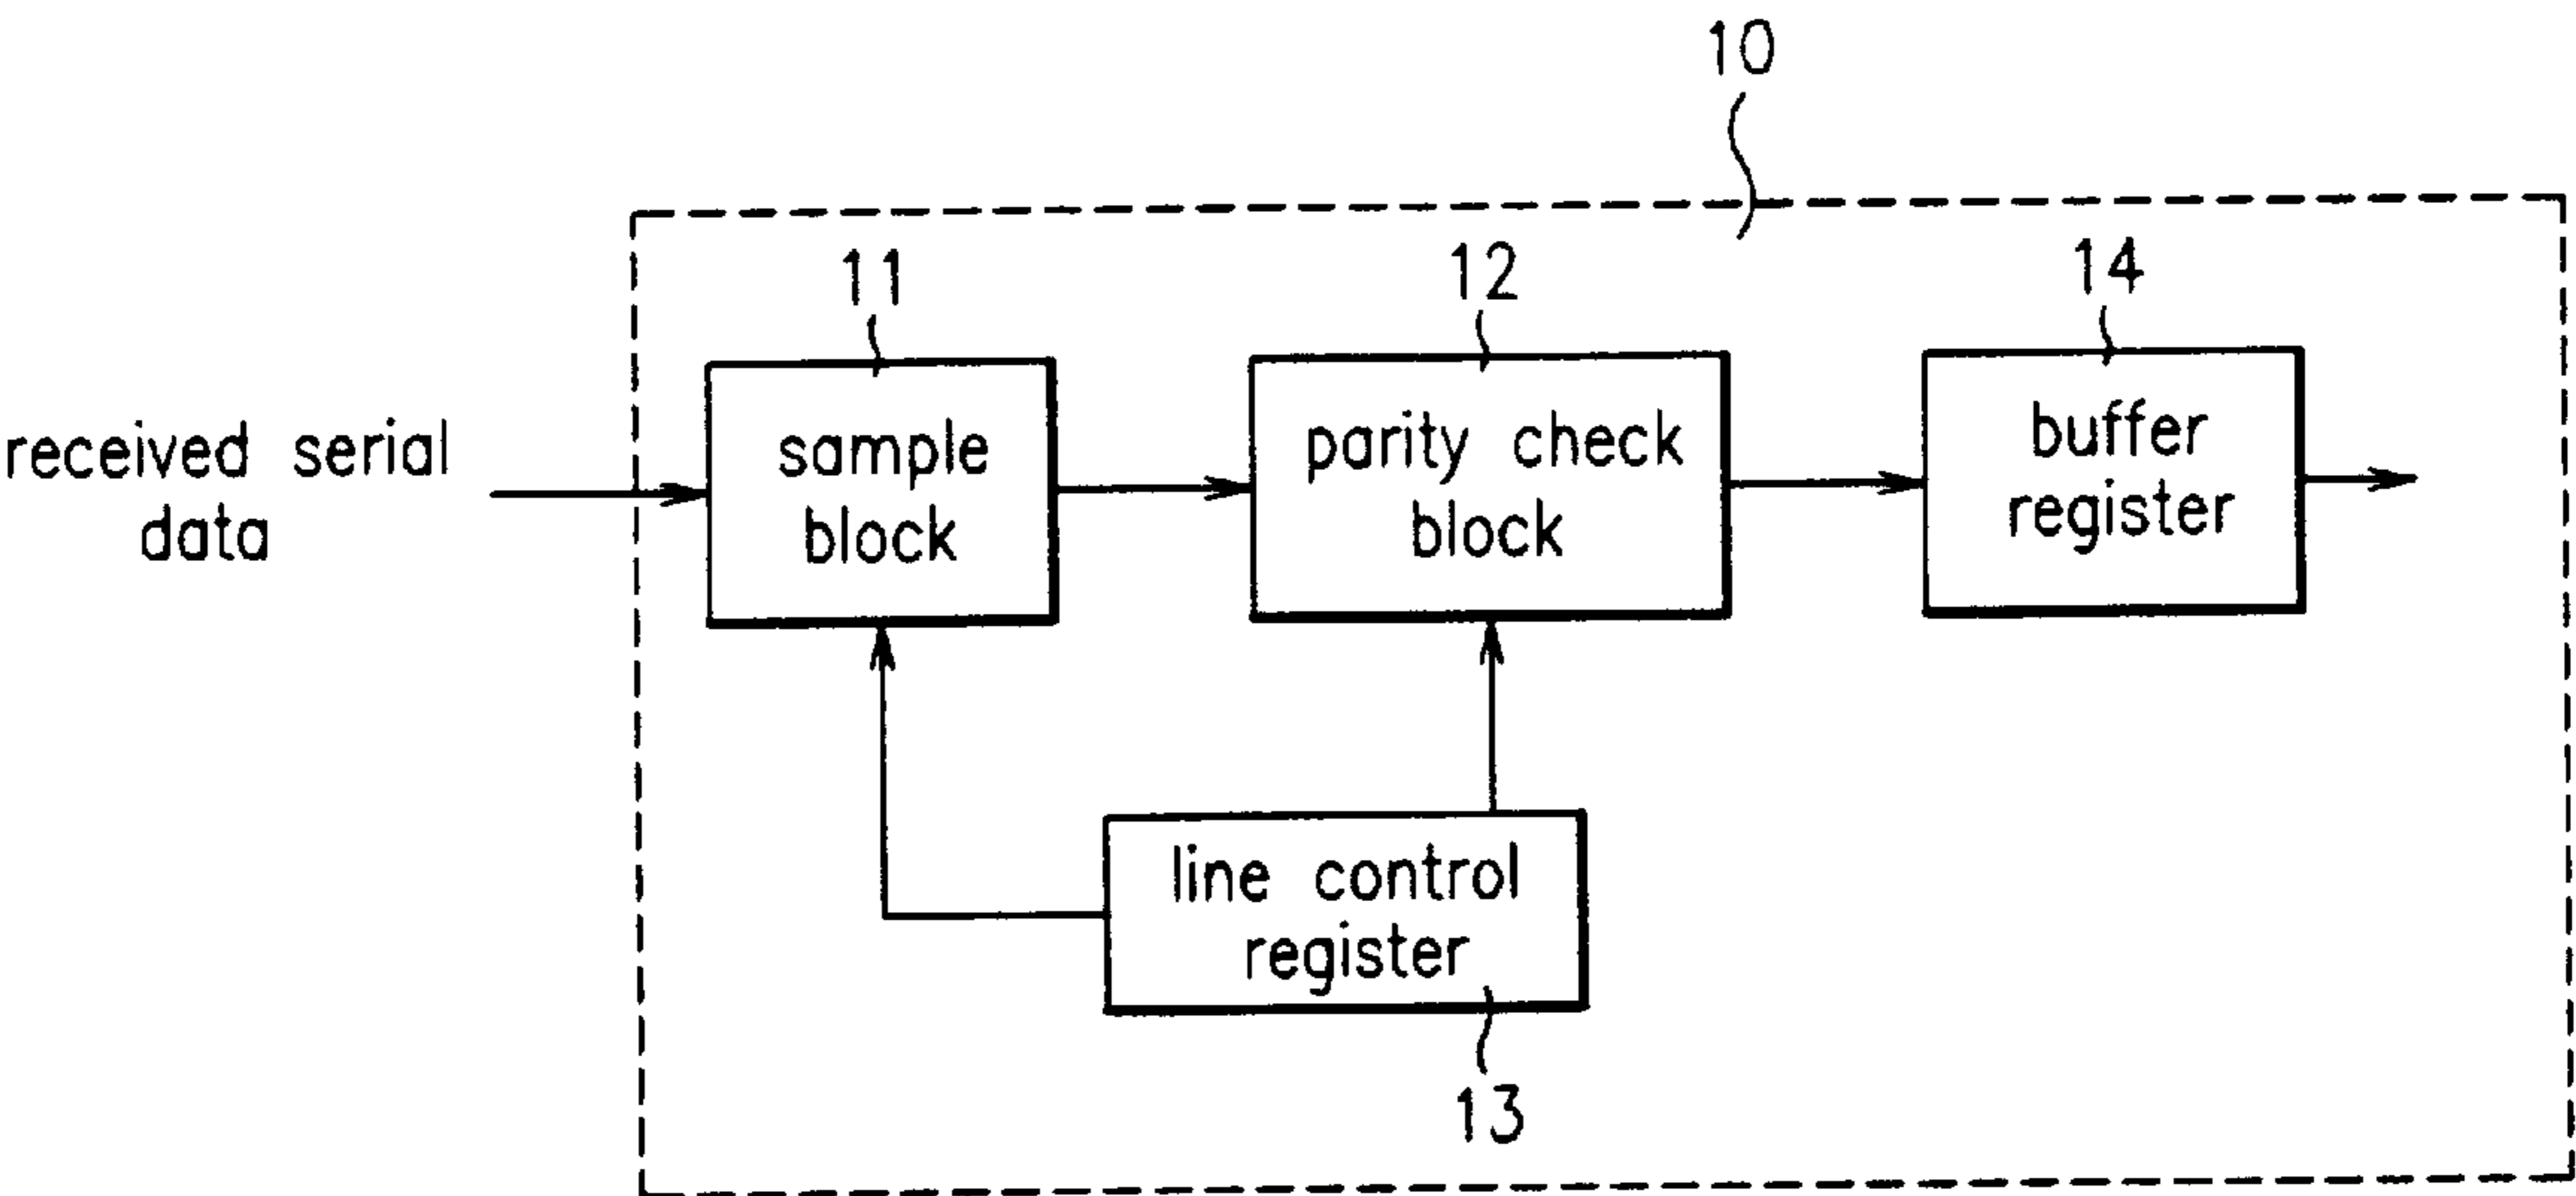 10
11
12
14
received serial
data
sample
block
parity check
block
buffer
register
line control
register
13